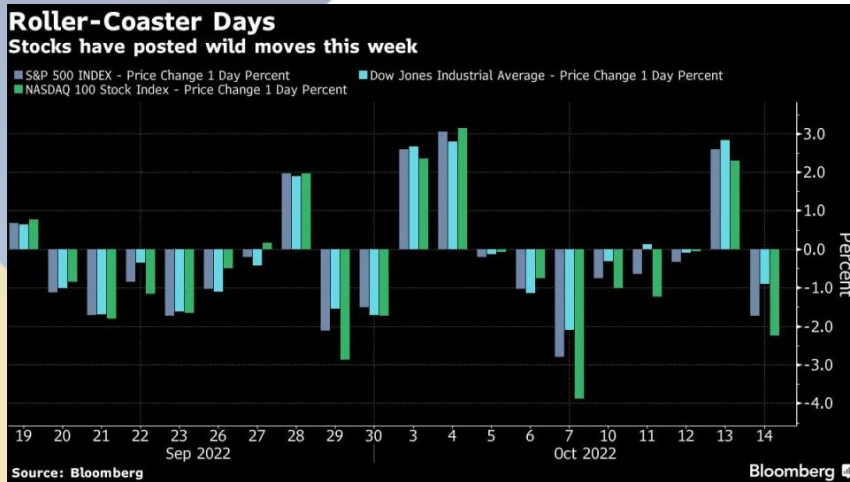 Roller-Coaster Days
Stocks have posted wild moves this week
S&P 500 INDEX - Price Change 1 Day Percent
Dow Jones Industrial Average - Price Change 1 Day Percent
NASDAQ 100 Stock Index - Price Change 1 Day Percent
3.0
2.0
1.0
0.0
-1.0
-2.0
-3.0
-4.0
Percent
19 20 21 22 23 26 27 28 29 30 3 4 5 6 7 10 11 12 13 14
Sep 2022 Oct 2022
Source: Bloomberg
Bloomberg